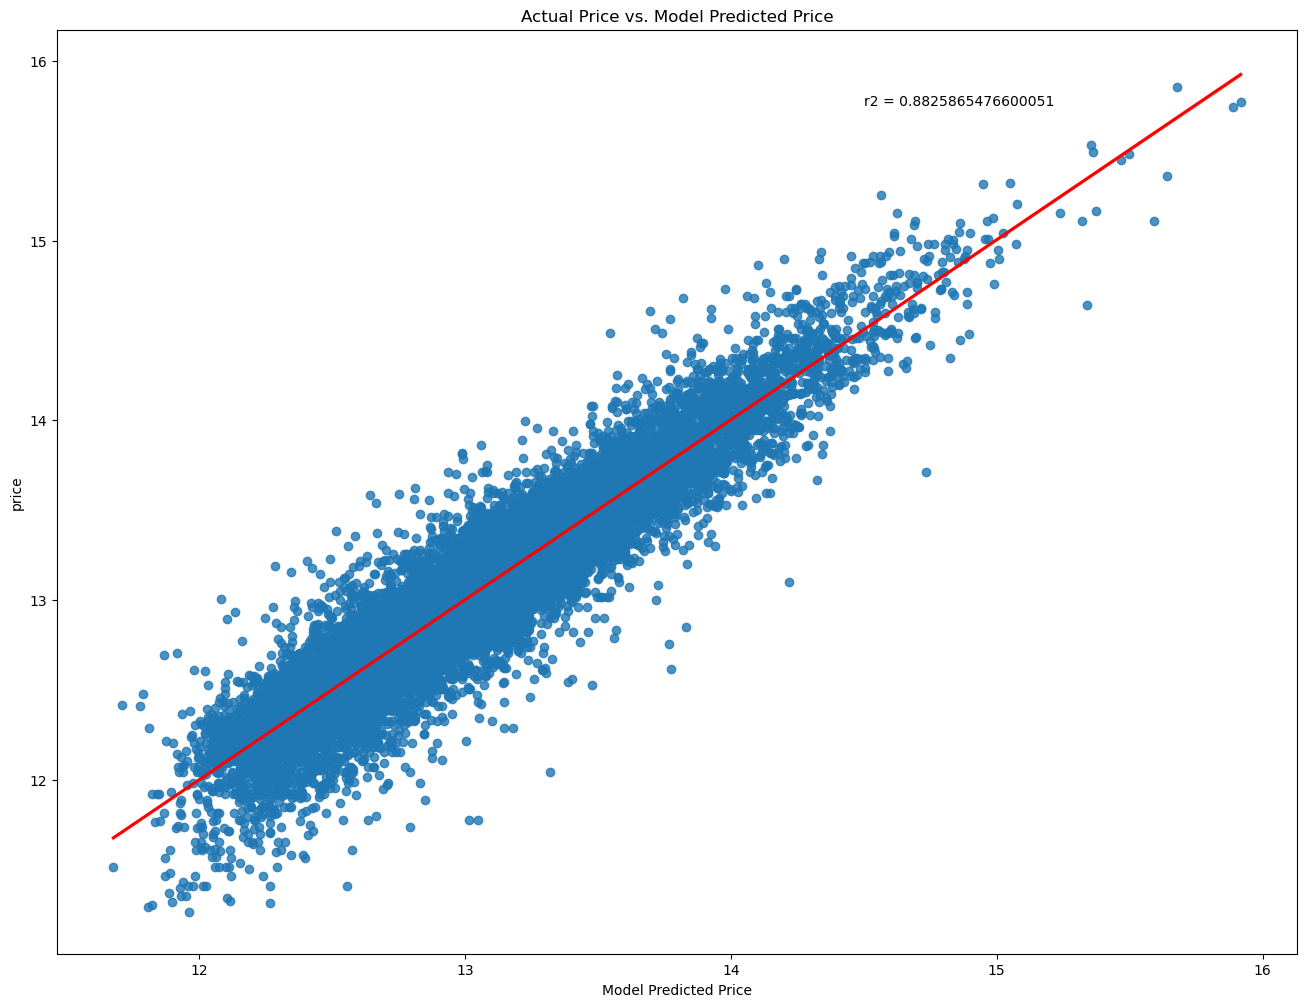 Actual Price vs. Model Predicted Price
r2 = 0.8825865476600051
16
15
14
13
12
price
12 13 14 15 16
Model Predicted Price